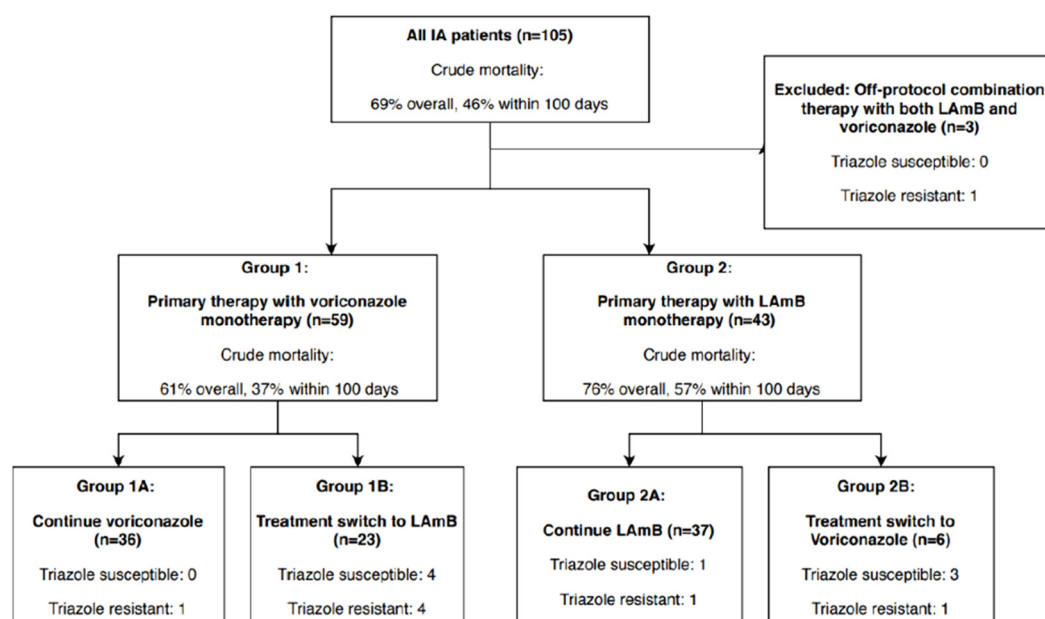 All IA patients (n=105)
Crude mortality:
69% overall, 46% within 100 days
Excluded: Off-protocol combination
therapy with both LAmB and
voriconazole (n=3)
Triazole susceptible: 0
Triazole resistant: 1
Group 1:
Primary therapy with voriconazole
monotherapy (n=59)
Crude mortality:
61% overall, 37% within 100 days
Group 2:
Primary therapy with LAmB
monotherapy (n=43)
Crude mortality:
76% overall, 57% within 100 days
Group 1A:
Continue voriconazole
(n=36)
Triazole susceptible: 0
Triazole resistant: 1
Group 1B:
Treatment switch to LAmB
(n=23)
Triazole susceptible: 4
Triazole resistant: 4
Group 2A:
Continue LAmB (n=37)
Triazole susceptible: 1
Triazole resistant: 1
Group 2B:
Treatment switch to
Voriconazole (n=6)
Triazole susceptible: 3
Triazole resistant: 1